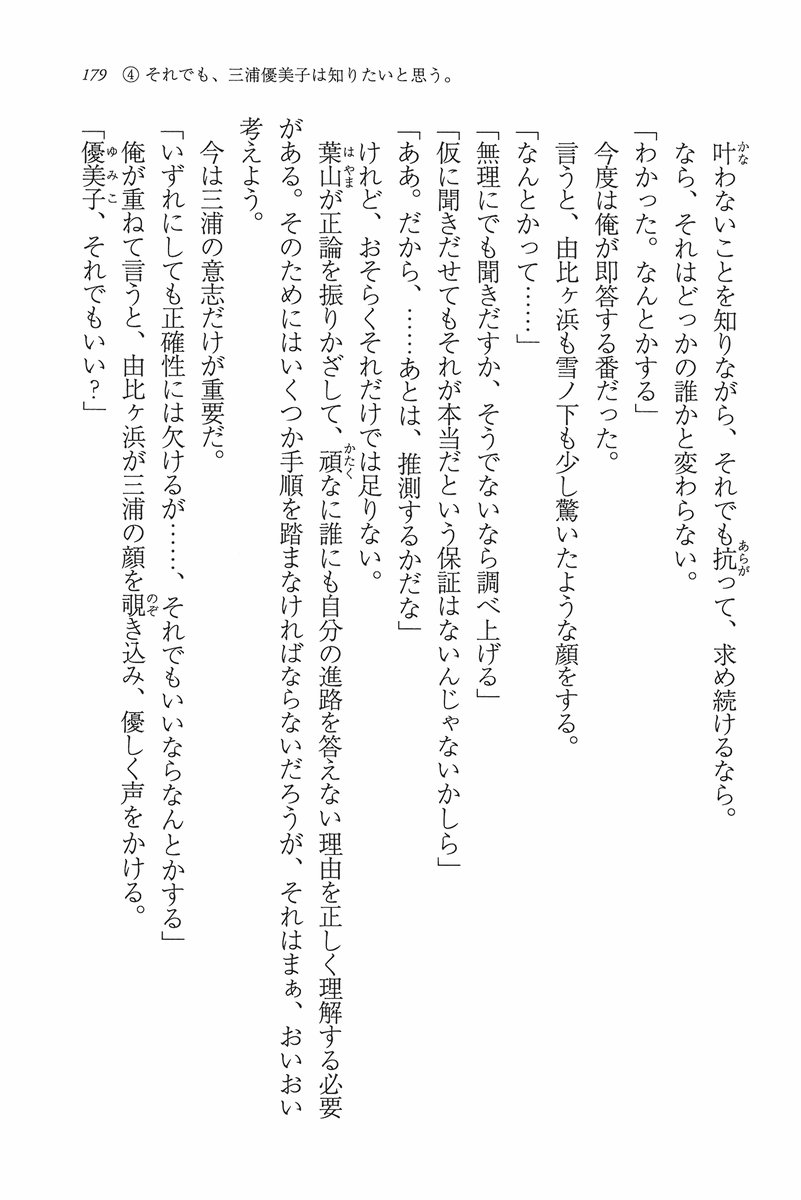 179　④ それでも、三浦優美子は知りたいと思う。
叶わないことを知りながら、それでも抗って、求め続けるなら。
なら、それはどっかの誰かと変わらない。
「わかった。なんとかする」
今度は俺が即答する番だった。
言うと、由比ヶ浜も雪ノ下も少し驚いたような顔をする。
「なんとかって……」
「無理にでも聞きだすか、そうでないなら調べ上げる」
「仮に聞きだせてもそれが本当だという保証はないんじゃないかしら」
「ああ。だから、……あとは、推測するかだな」
けれど、おそらくそれだけでは足りない。
葉山が正論を振りかざして、頑なに誰にも自分の進路を答えない理由を正しく理解する必要
がある。そのためにはいくつか手順を踏まなければならないだろうが、それはまぁ、おいおい
考えよう。
今は三浦の意志だけが重要だ。
「いずれにしても正確性には欠けるが……、それでもいいならなんとかする」
俺が重ねて言うと、由比ヶ浜が三浦の顔を覗き込み、優しく声をかける。
「優美子、それでもいい？」